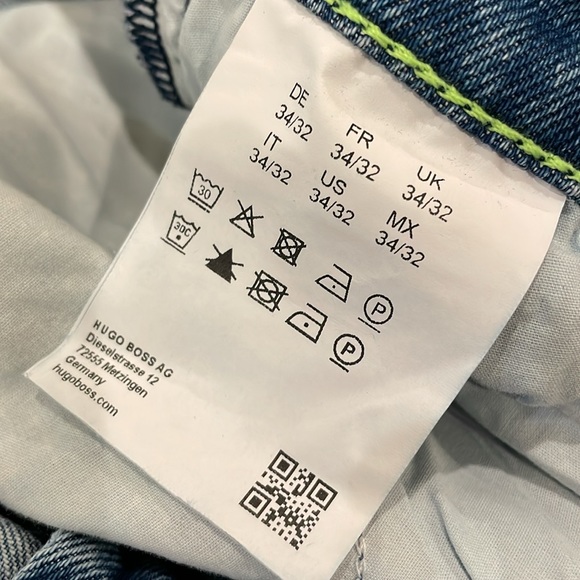 DE
34/32
FR
34/32
UK
34/32
IT
34/32
US
34/32
MX
34/32
30
P
30C
P
HUGO BOSS AG
Dieselstrasse 12
72555 Metzingen
Germany
hugoboss.com